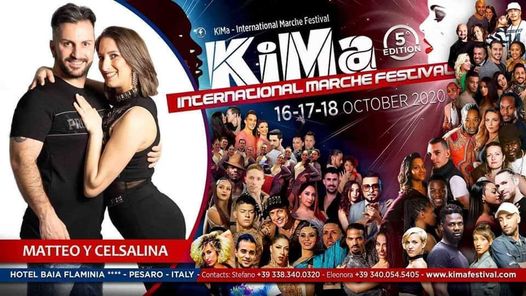 KiMa - International Marche Festival
KiMa
5°
EDITION
INTERNATIONAL MARCHE FESTIVAL
16-17-18 OCTOBER 2020
MATTEO Y CELSALINA
HOTEL BAIA FLAMINIA **** - PESARO - ITALY - Contacts: Stefano +39 338.340.0320 - Eleonora +39 340.054.5405 - www.kimafestival.com